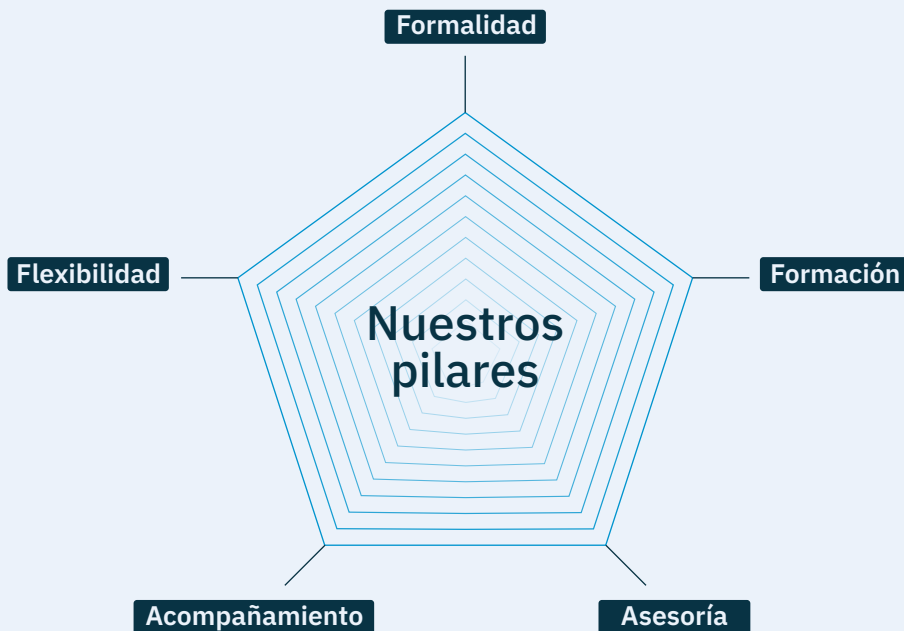 Formalidad
Flexibilidad
Formación
Nuestros
pilares
Acompañamiento
Asesoría